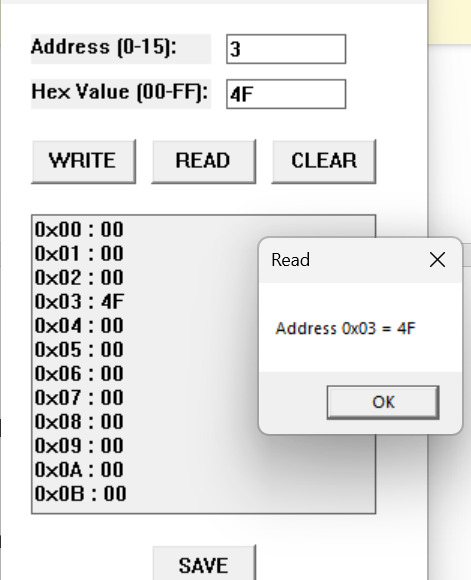 Address (0-15): 3
Hex Value (00-FF): 4F
WRITE READ CLEAR
0x00 : 00
0x01 : 00
0x02 : 00
0x03 : 4F
0x04 : 00
0x05 : 00
0x06 : 00
0x07 : 00
0x08 : 00
0x09 : 00
0x0A : 00
0x0B : 00
Read
Address 0x03 = 4F
OK
SAVE